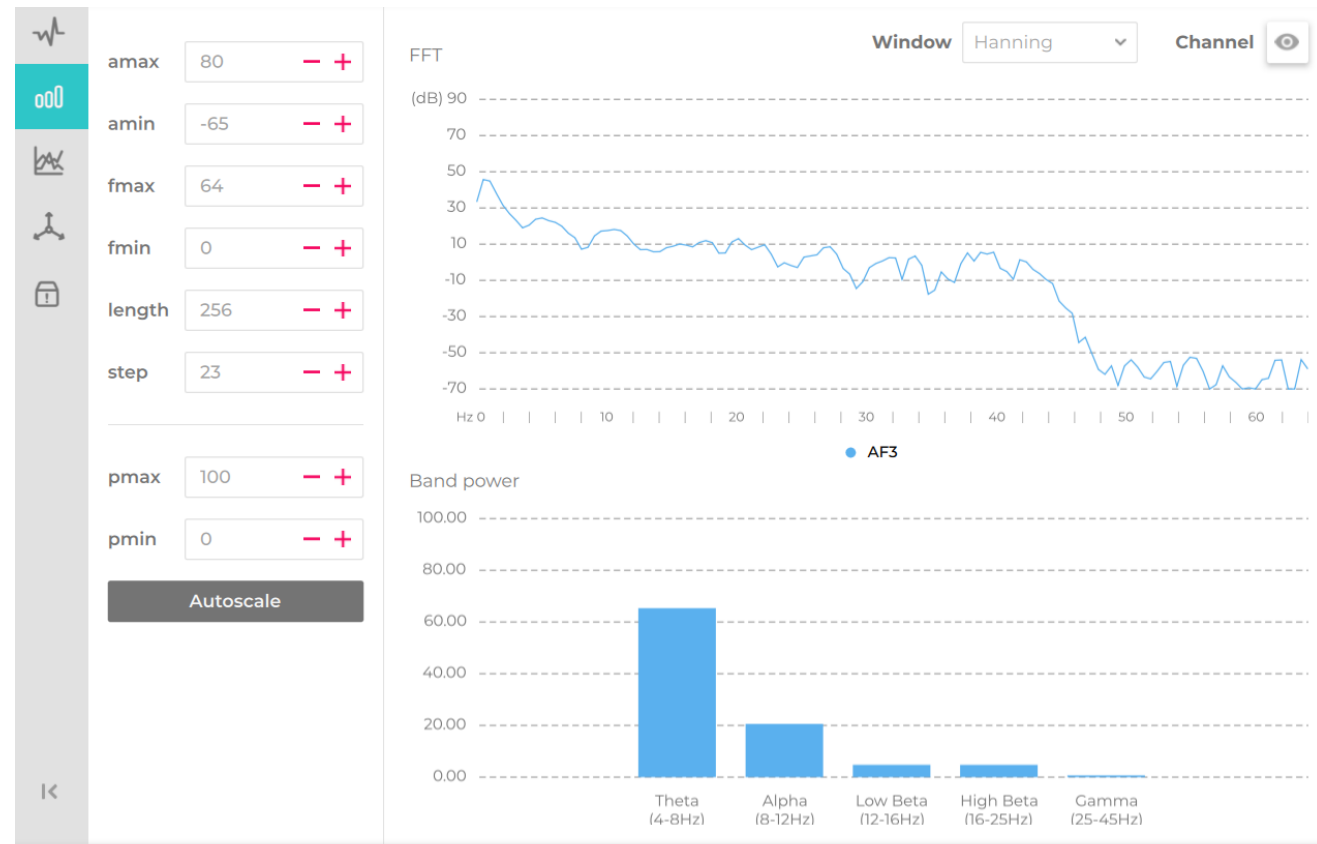 amax 80
amin -65
fmax 64
fmin 0
length 256
step 23
pmax 100
pmin 0
Autoscale
FFT
Window Hanning
Channel
(dB) 90
70
50
30
10
-10
-30
-50
-70
Hz 0 | | | | 10 | | | | 20 | | | | 30 | | | | 40 | | | | 50 | | | | 60 | |
AF3
Band power
100.00
80.00
60.00
40.00
20.00
0.00
Theta Alpha Low Beta High Beta Gamma
(4-8Hz) (8-12Hz) (12-16Hz) (16-25Hz) (25-45Hz)